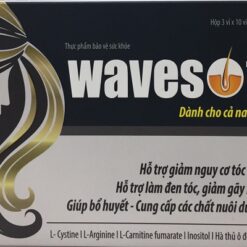 Hộp 3 vỉ x 10 viê
Thực phẩm bảo vệ sức khỏe
waves
Dành cho cả na
Hỗ trợ giảm nguy cơ tóc
Hỗ trợ làm đen tóc, giảm gãy
Giúp bổ huyết - Cung cấp các chất nuôi dư
L- Cystine I L-Arginine I L-Carnitine fumarate I Inositol I Hà thủ ô đ